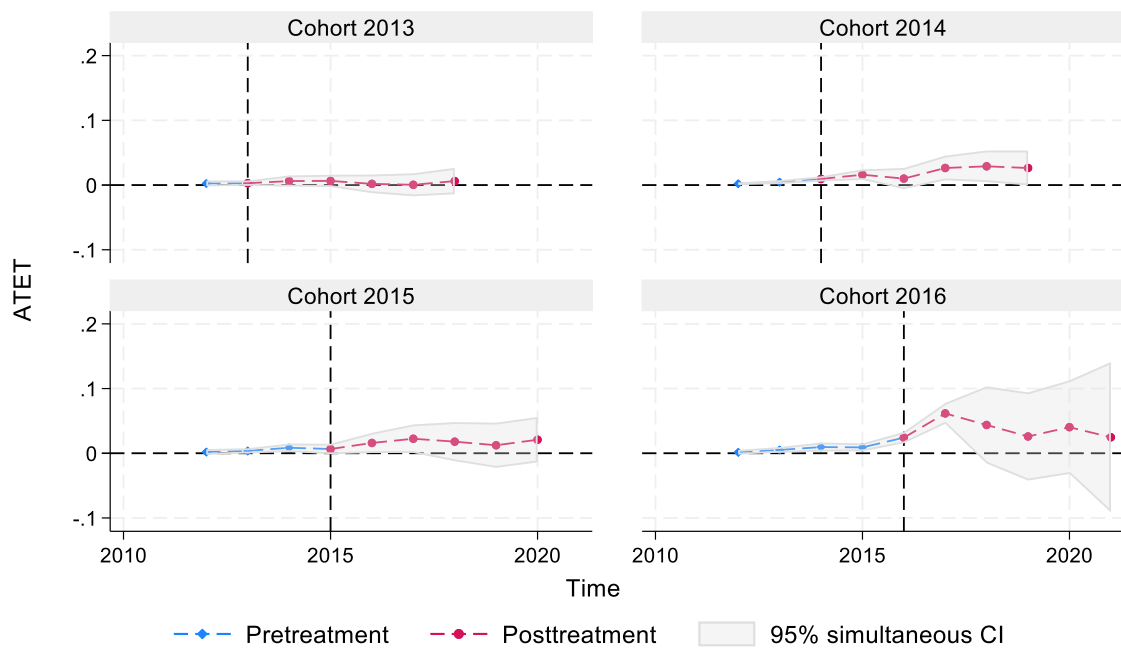 Cohort 2013
Cohort 2014
.2
.1
0
-.1
Cohort 2015
Cohort 2016
.2
.1
0
-.1
2010
2015
2020
2010
2015
2020
ATET
Time
Pretreatment
Posttreatment
95% simultaneous CI